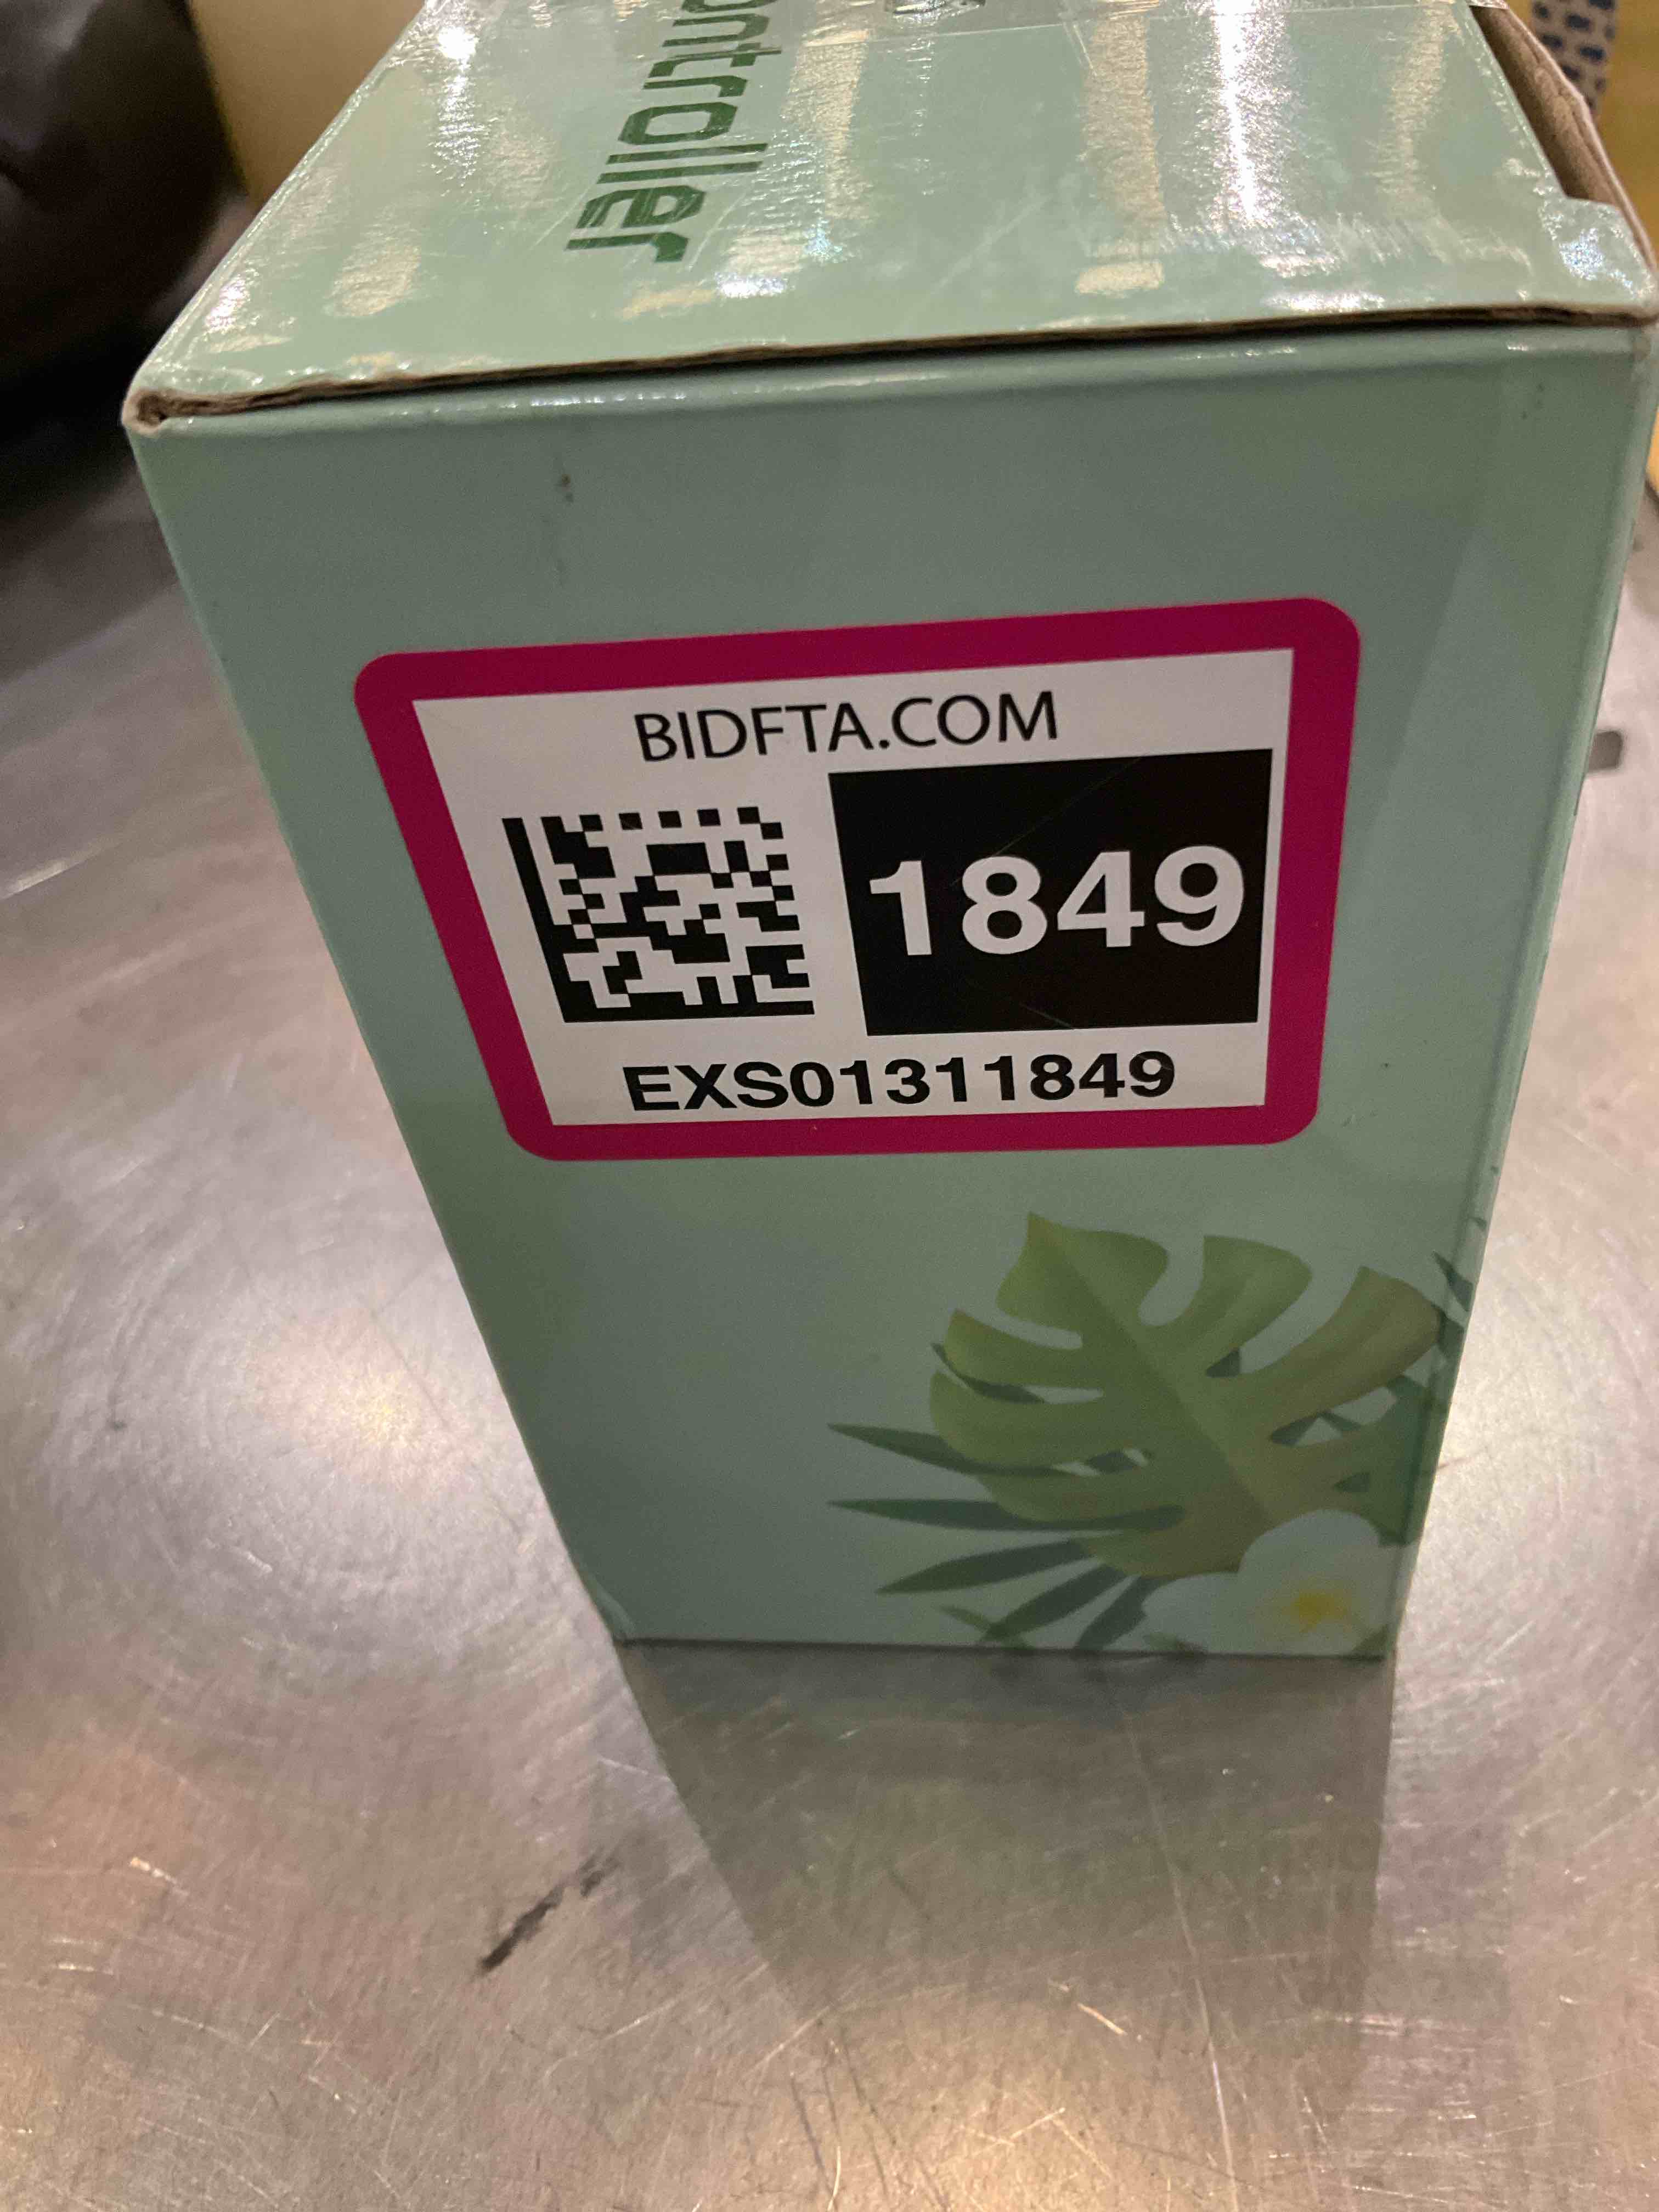 ontroller
BIDFTA.COM
1849
EXS01311849